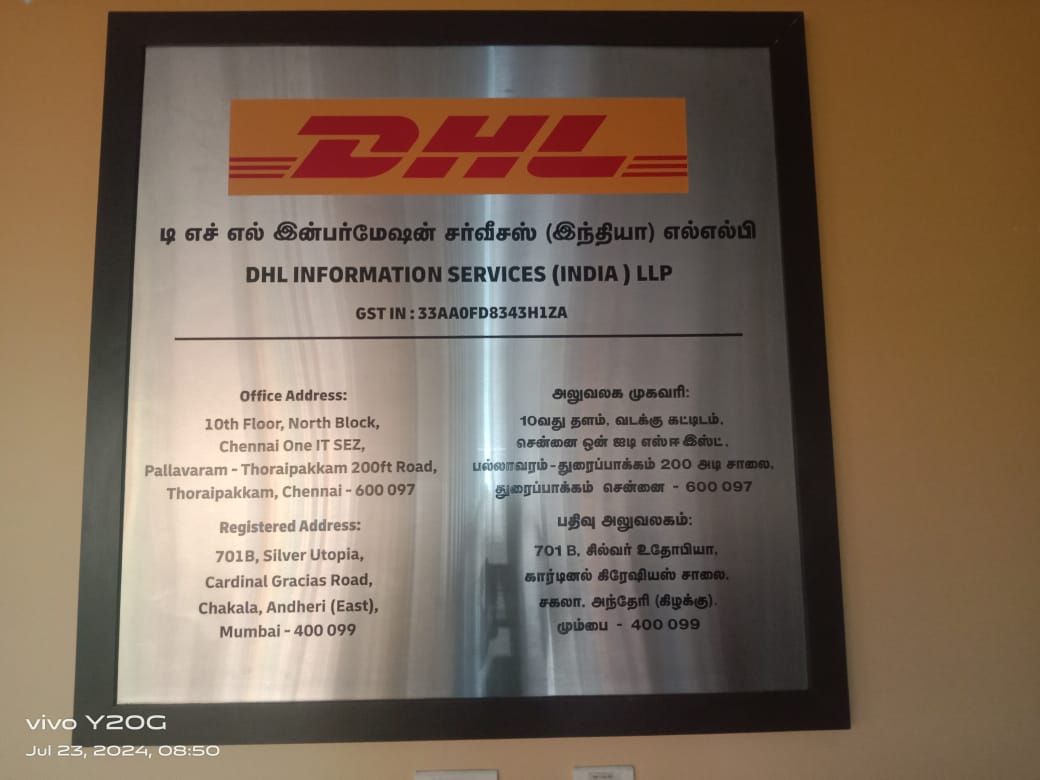 DHL
டி எச் எல் இன்பர்மேஷன் சர்வீசஸ் (இந்தியா) எல்எல்பி
DHL INFORMATION SERVICES (INDIA ) LLP
GST IN : 33AAOFD8343H1ZA
Office Address:
10th Floor, North Block,
Chennai One IT SEZ,
Pallavaram - Thoraipakkam 200ft Road,
Thoraipakkam, Chennai - 600 097
Registered Address:
701B, Silver Utopia,
Cardinal Gracias Road,
Chakala, Andheri (East),
Mumbai - 400 099
அலுவலக முகவரி:
10வது தளம், வடக்கு கட்டிடம்,
சென்னை ஒன் ஐடி எஸ்ஈ இஸ்ட்,
பல்லாவரம்-துரைப்பாக்கம் 200 அடி சாலை,
துரைப்பாக்கம் சென்னை - 600 097
பதிவு அலுவலகம்:
701 B, சில்வர் உதோபியா,
கார்டினல் கிரேஷியஸ் சாலை,
சகலா, அந்தேரி (கிழக்கு),
மும்பை - 400 099
vivo Y20G
Jul 23, 2024, 08:50